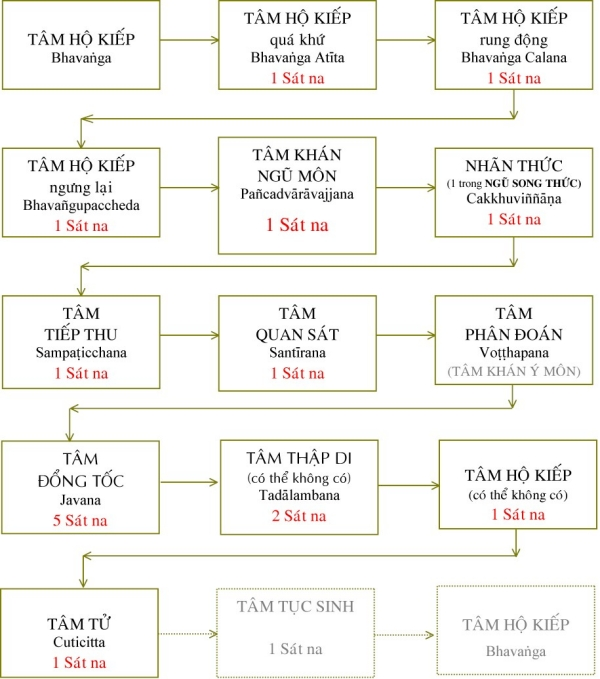 TÂM HỘ KIẾP
Bhavaṅga
TÂM HỘ KIẾP
quá khứ
Bhavaṅga Atīta
1 Sát na
TÂM HỘ KIẾP
rung động
Bhavaṅga Calana
1 Sát na
TÂM HỘ KIẾP
ngưng lại
Bhavañgupaccheda
1 Sát na
TÂM KHÁN
NGŨ MÔN
Pañcadvārāvajjana
1 Sát na
NHÃN THỨC
(1 trong NGŨ SONG THỨC)
Cakkhuviññāṇa
1 Sát na
TÂM
TIẾP THU
Sampaṭicchana
1 Sát na
TÂM
QUAN SÁT
Santīrana
1 Sát na
TÂM
PHÂN ĐOÁN
Voṭṭhapana
(TÂM KHÁN Ý MÔN)
TÂM
ĐỔNG TỐC
Javana
5 Sát na
TÂM THẬP DI
(có thể không có)
Tadālambana
2 Sát na
TÂM HỘ KIẾP
(có thể không có)
1 Sát na
TÂM TỬ
Cuticitta
1 Sát na
TÂM TỤC SINH
1 Sát na
TÂM HỘ KIẾP
Bhavaṅga